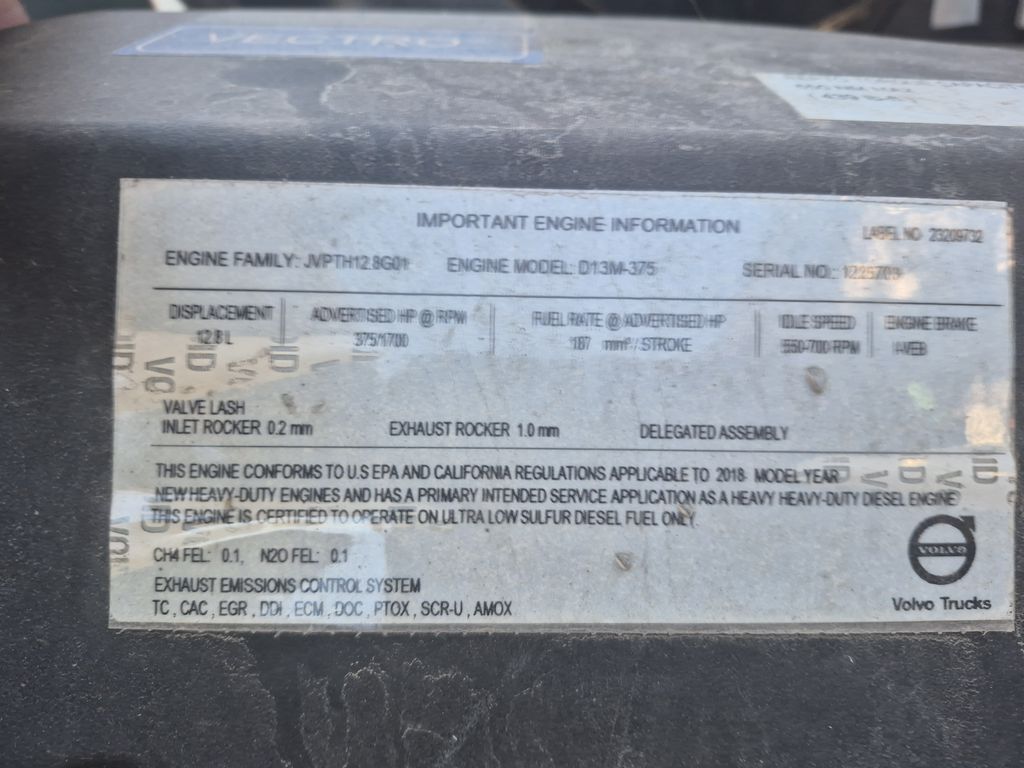 VECTRO
IMPORTANT ENGINE INFORMATION
LABEL NO 23209732
ENGINE FAMILY: JVPTH12.8G01 ENGINE MODEL: D13M-375 SERIAL NO.:
DISPLACEMENT ADVERTISED HP @ RPM FUEL RATE @ ADVERTISED HP IDLE SPEED ENGINE BRAKE
12.8 L 375/1700 187 mm³ / STROKE 550-700 RPM I-VEB
VALVE LASH
INLET ROCKER 0.2 mm EXHAUST ROCKER 1.0 mm DELEGATED ASSEMBLY
THIS ENGINE CONFORMS TO U.S EPA AND CALIFORNIA REGULATIONS APPLICABLE TO 2018 MODEL YEAR
NEW HEAVY-DUTY ENGINES AND HAS A PRIMARY INTENDED SERVICE APPLICATION AS A HEAVY HEAVY-DUTY DIESEL ENGINE
THIS ENGINE IS CERTIFIED TO OPERATE ON ULTRA LOW SULFUR DIESEL FUEL ONLY.
CH4 FEL: 0.1, N2O FEL: 0.1
EXHAUST EMISSIONS CONTROL SYSTEM
TC , CAC , EGR , DDI , ECM , DOC , PTOX , SCR-U , AMOX
VOLVO
Volvo Trucks